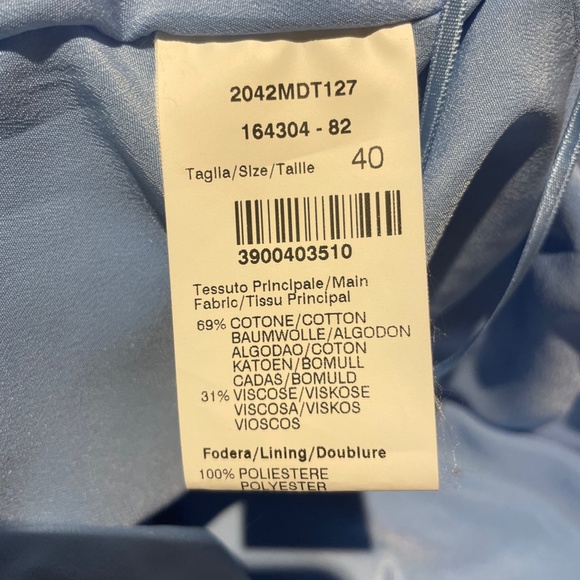 2042MDT127
164304 - 82
Taglia/Size/Taille 40
3900403510
Tessuto Principale/Main
Fabric/Tissu Principal
69% COTONE/COTTON
BAUMWOLLE/ALGODON
ALGODAO/COTON
KATOEN/BOMULL
CADAS/BOMULD
31% VISCOSE/VISKOSE
VISCOSA/VISKOS
VIOSCOS
Fodera/Lining/Doublure
100% POLIESTERE
POLYESTER